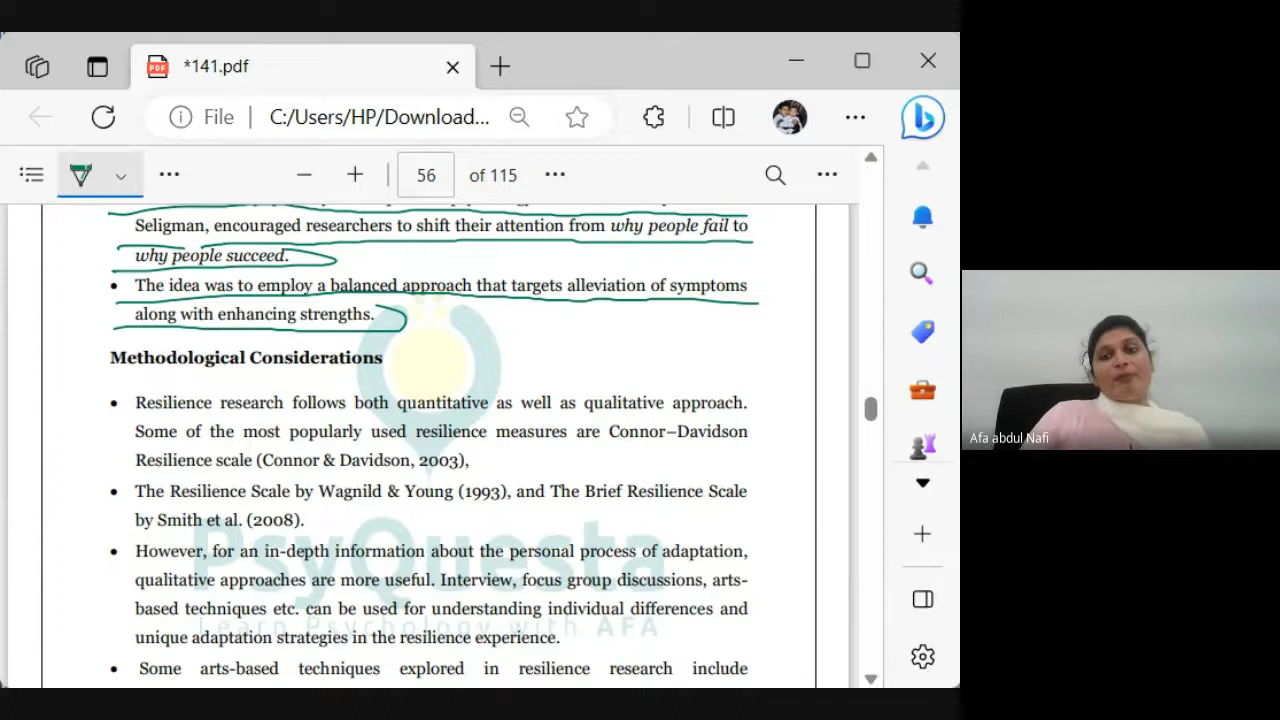 *141.pdf
File
C:/Users/HP/Download...
56 of 115
Seligman, encouraged researchers to shift their attention from why people fail to
why people succeed.
• The idea was to employ a balanced approach that targets alleviation of symptoms
along with enhancing strengths.
Methodological Considerations
• Resilience research follows both quantitative as well as qualitative approach.
Some of the most popularly used resilience measures are Connor–Davidson
Resilience scale (Connor & Davidson, 2003),
• The Resilience Scale by Wagnild & Young (1993), and The Brief Resilience Scale
by Smith et al. (2008).
PsyQuesta
• However, for an in-depth information about the personal process of adaptation,
qualitative approaches are more useful. Interview, focus group discussions, arts-
based techniques etc. can be used for understanding individual differences and
Learn Psychology with AFA
unique adaptation strategies in the resilience experience.
• Some arts-based techniques explored in resilience research include
Afa abdul Nafi